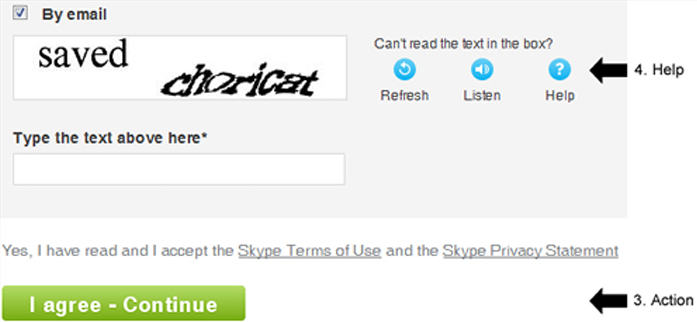 By email
saved choricat
Can't read the text in the box?
Refresh Listen Help
4. Help
Type the text above here*
Yes, I have read and I accept the Skype Terms of Use and the Skype Privacy Statement
I agree - Continue
3. Action